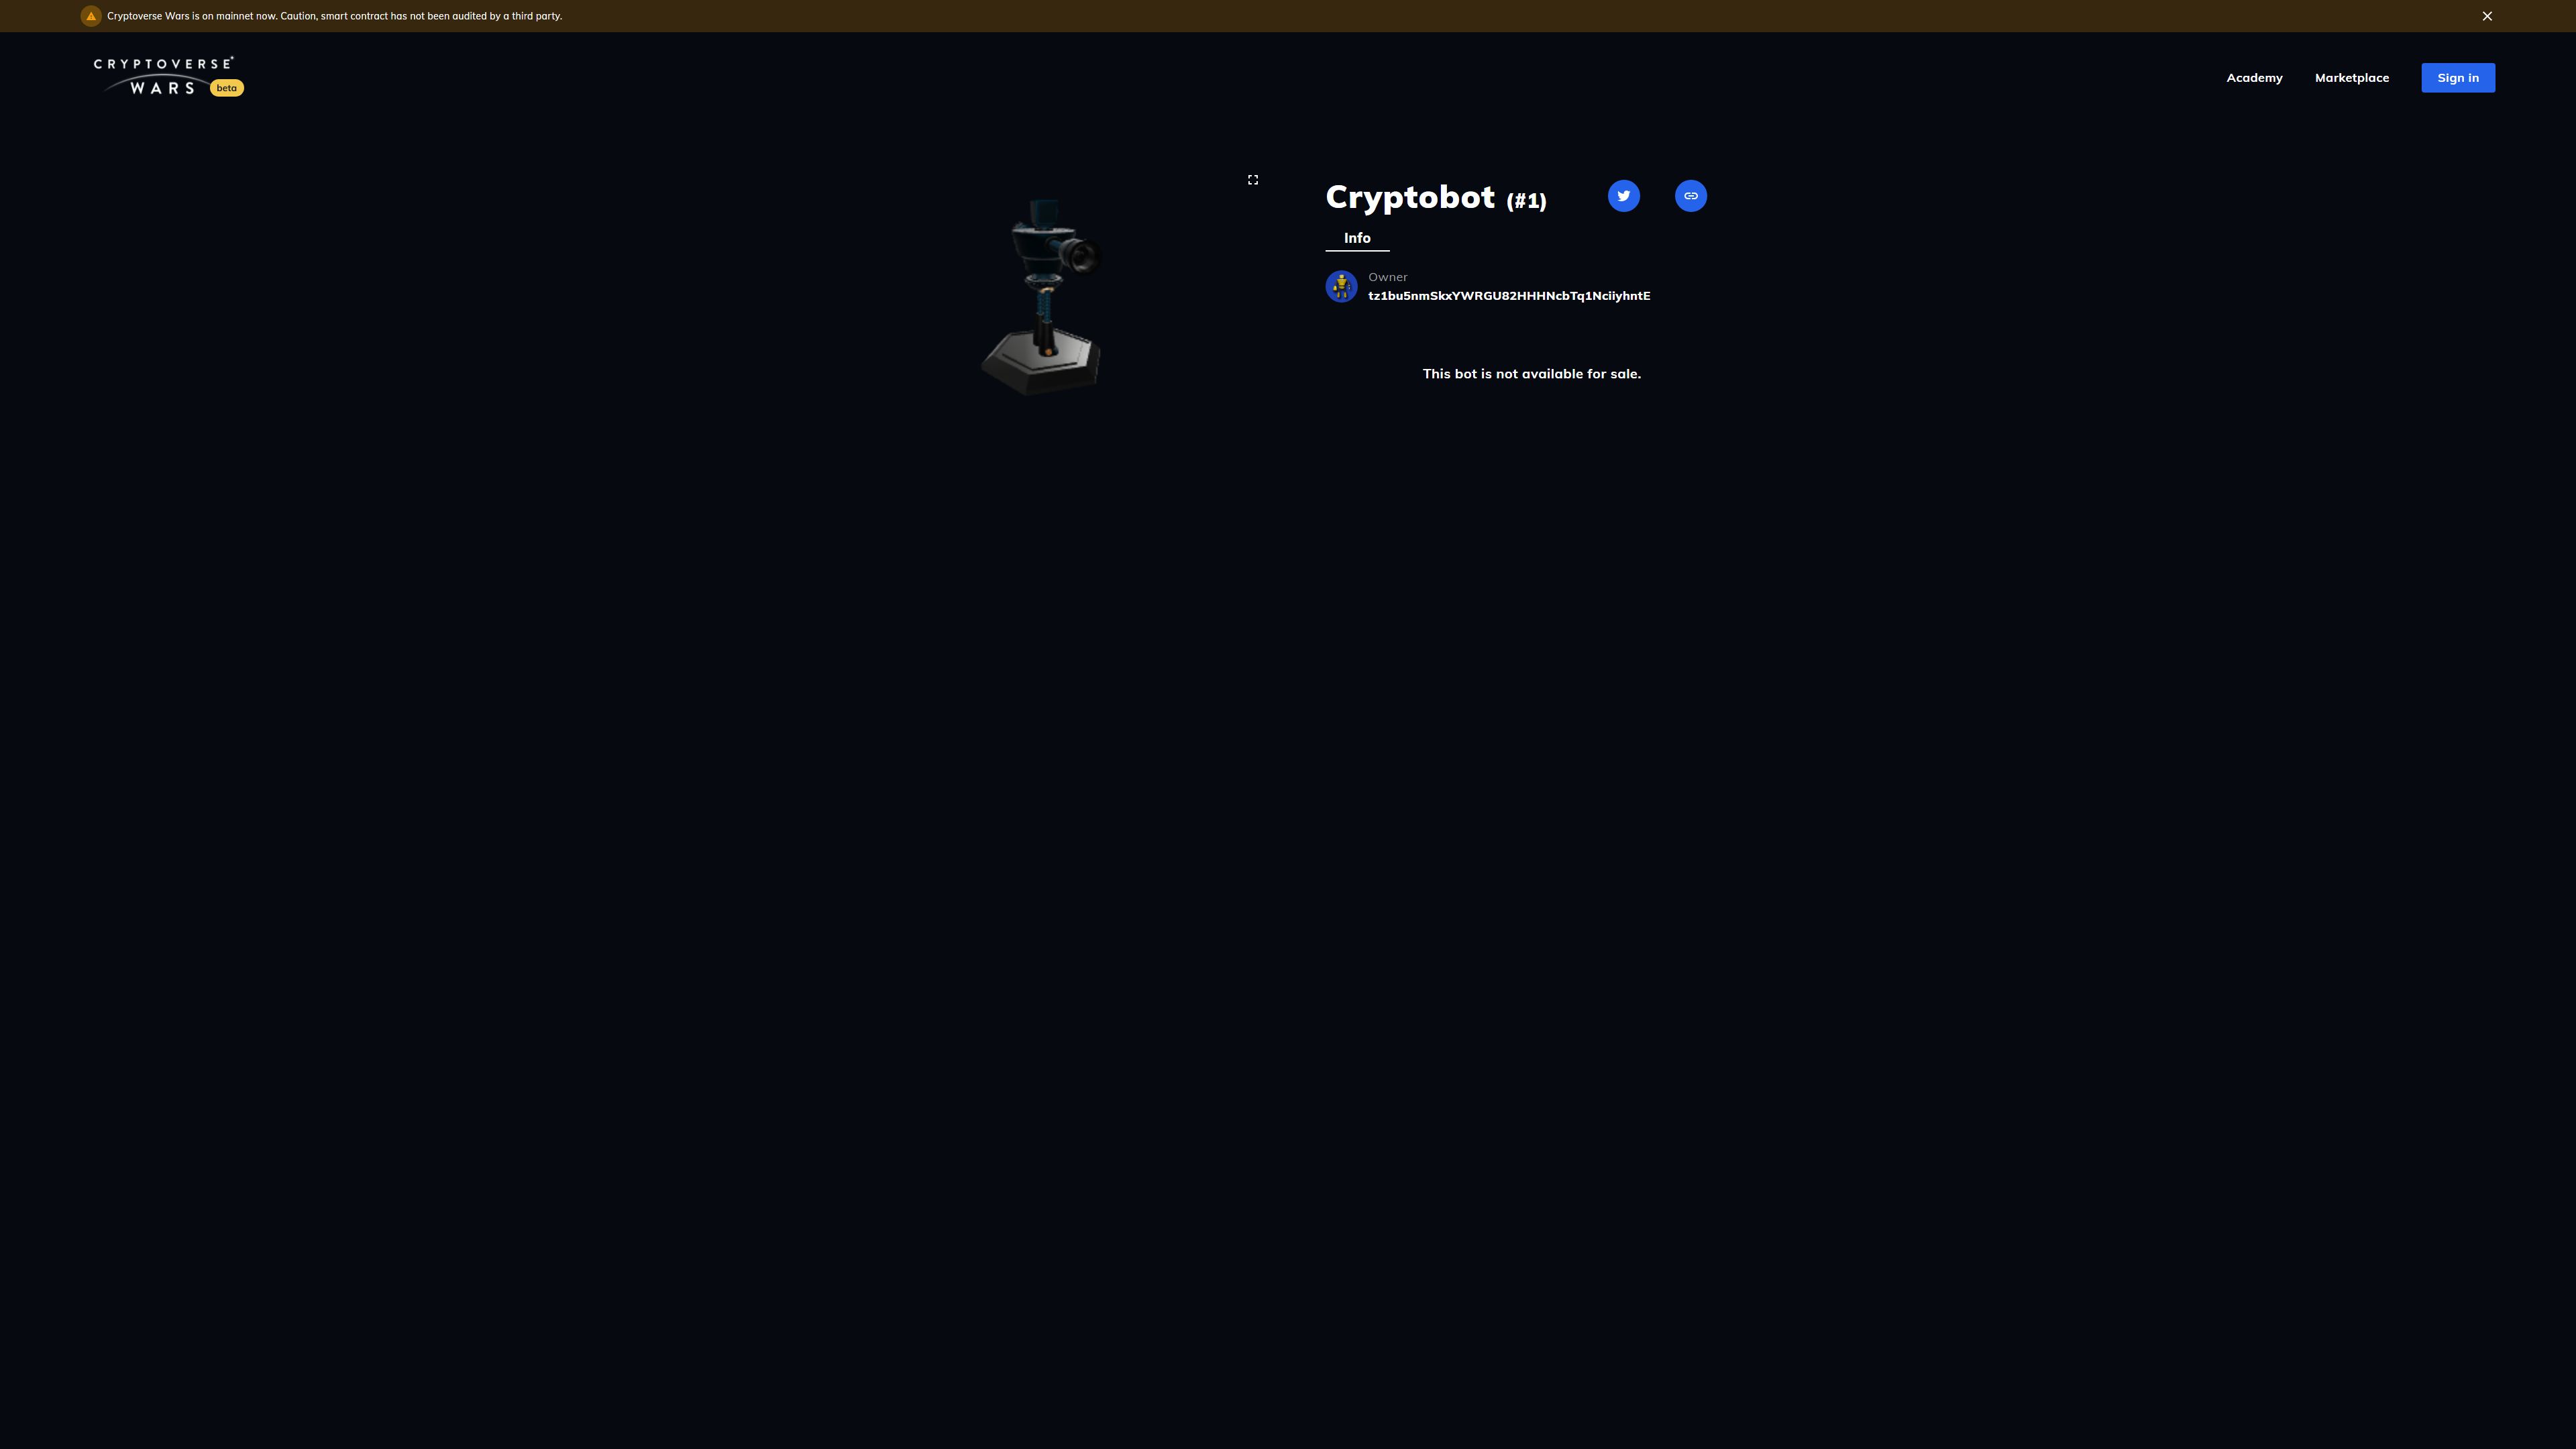 Cryptoverse Wars is on mainnet now. Caution, smart contract has not been audited by a third party.
CRYPTOVERSE
WARS
beta
Academy
Marketplace
Sign in
Cryptobot (#1)
Info
Owner
tz1bu5nmSkxYWRGU82HHHNcbTq1NciiyhntE
This bot is not available for sale.